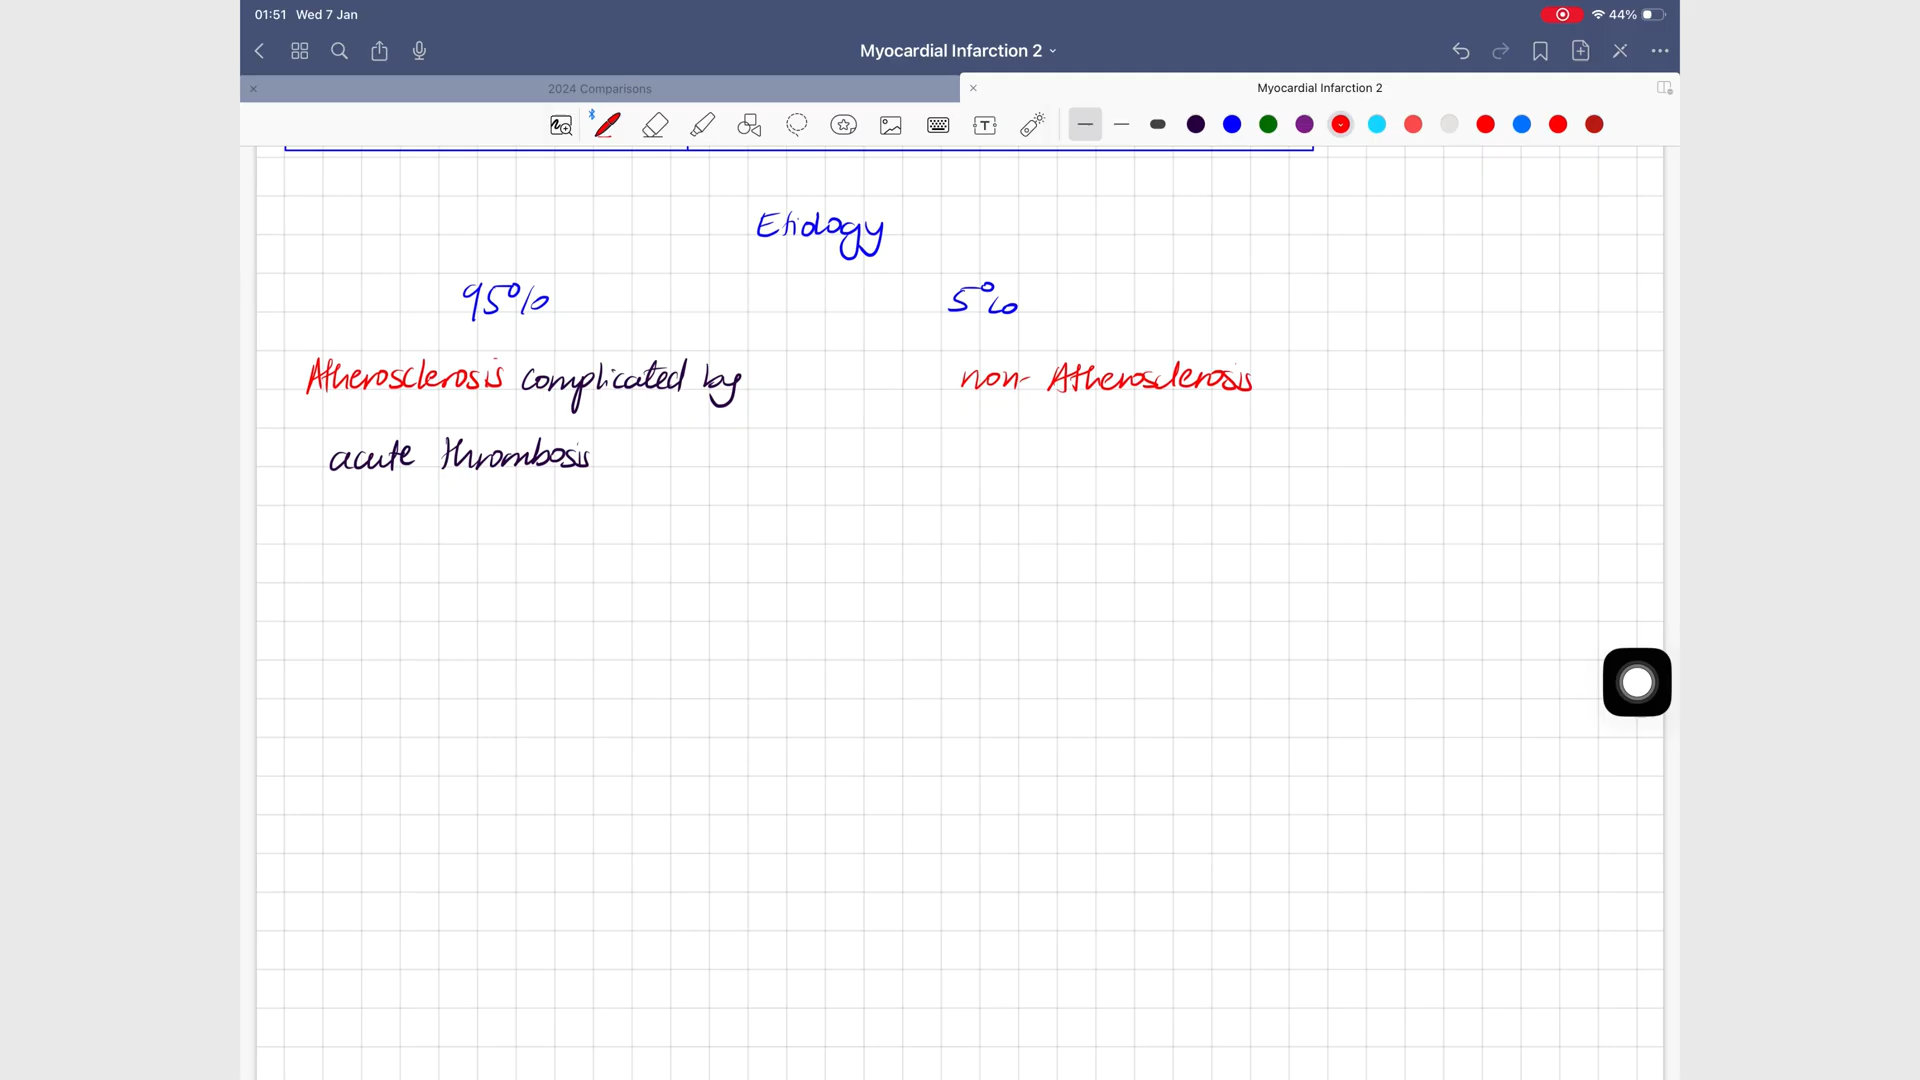 01:51 Wed 7 Jan
44%
Myocardial Infarction 2
2024 Comparisons
Myocardial Infarction 2
T
Etiology
95% 5%
Atherosclerosis complicated by non-Atherosclerosis
acute thrombosis